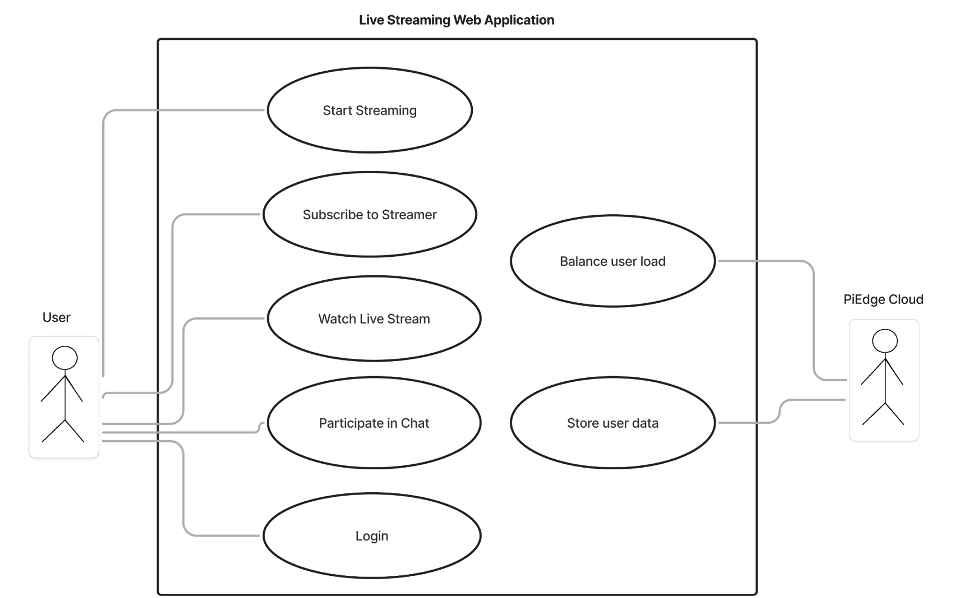 Live Streaming Web Application
Start Streaming
Subscribe to Streamer
Balance user load
PiEdge Cloud
User
Watch Live Stream
Participate in Chat
Store user data
Login